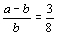 (a − b)/b = 3/8